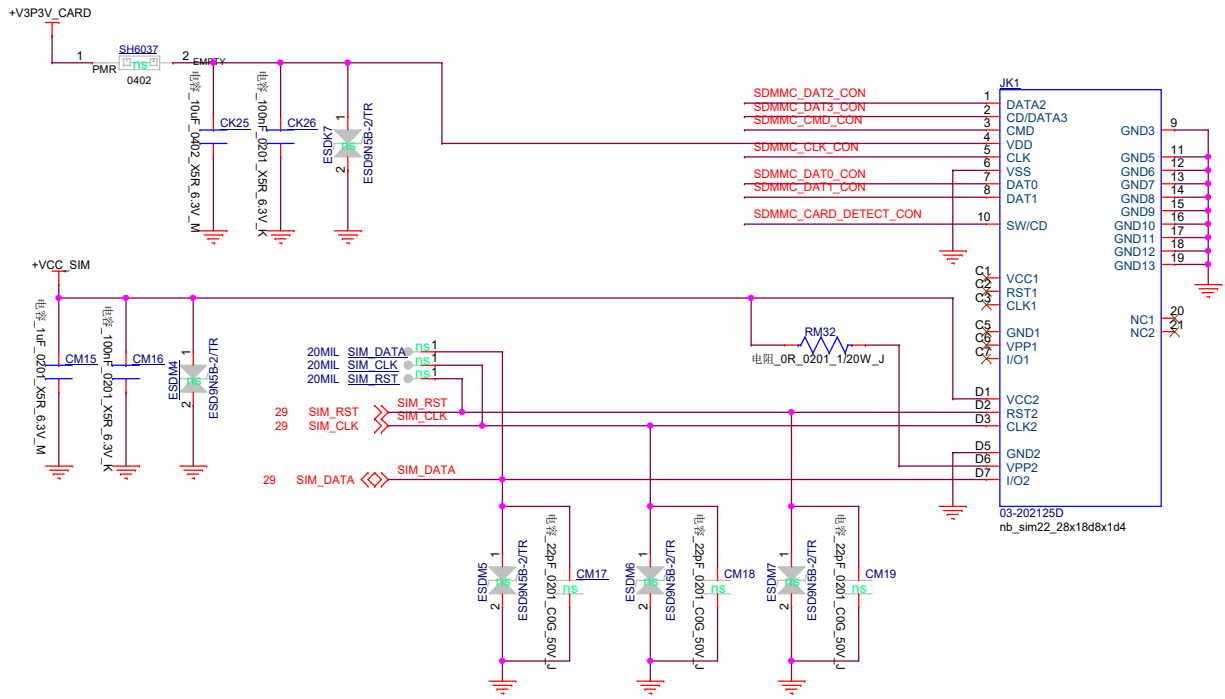 +V3P3V_CARD
SH6037
1
PMR
ns
2
EMPTY
0402
电容_10uF_0402_X5R_6.3V_M
CK25
电容_100nF_0201_X5R_6.3V_K
CK26
ESDK7
1
ns
2
ESD9N5B-2/TR
JK1
SDMMC_DAT2_CON
1
DATA2
SDMMC_DAT3_CON
2
CD/DATA3
SDMMC_CMD_CON
3
CMD
4
VDD
SDMMC_CLK_CON
5
CLK
6
VSS
SDMMC_DAT0_CON
7
DAT0
SDMMC_DAT1_CON
8
DAT1
SDMMC_CARD_DETECT_CON
10
SW/CD
GND3
9
GND5
11
GND6
12
GND7
13
GND8
14
GND9
15
GND10
16
GND11
17
GND12
18
GND13
19
C1
VCC1
C2
RST1
C3
CLK1
C5
GND1
C6
VPP1
C7
I/O1
NC1
20
NC2
21
D1
VCC2
D2
RST2
D3
CLK2
D5
GND2
D6
VPP2
D7
I/O2
03-202125D
nb_sim22_28x18d8x1d4
+VCC_SIM
电容_1uF_0201_X5R_6.3V_M
CM15
电容_100nF_0201_X5R_6.3V_K
CM16
ESDM4
1
ns
2
ESD9N5B-2/TR
RM32
电阻_0R_0201_1/20W_J
20MIL SIM_DATA
ns
1
20MIL SIM_CLK
ns
1
20MIL SIM_RST
ns
1
29 SIM_RST
SIM_RST
29 SIM_CLK
SIM_CLK
29 SIM_DATA
SIM_DATA
ESDM5
1
ns
2
ESD9N5B-2/TR
电容_22pF_0201_C0G_50V_J
CM17
ns
ESDM6
1
ns
2
ESD9N5B-2/TR
电容_22pF_0201_C0G_50V_J
CM18
ns
ESDM7
1
ns
2
ESD9N5B-2/TR
电容_22pF_0201_C0G_50V_J
CM19
ns